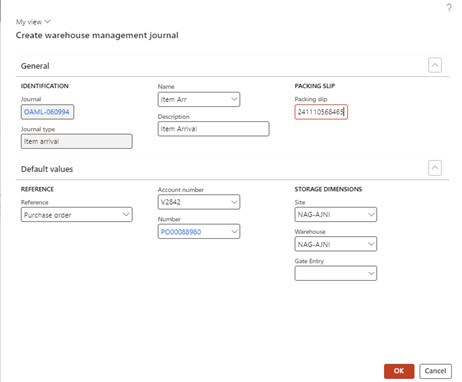 ?
My view
Create warehouse management journal
General
IDENTIFICATION
Journal
OAML-060994
Journal type
Item arrival
Name
Item Arr
Description
Item Arrival
PACKING SLIP
Packing slip
241110568465
Default values
REFERENCE
Reference
Purchase order
Account number
V2842
Number
PO00088980
STORAGE DIMENSIONS
Site
NAG-AJNI
Warehouse
NAG-AJNI
Gate Entry
OK
Cancel